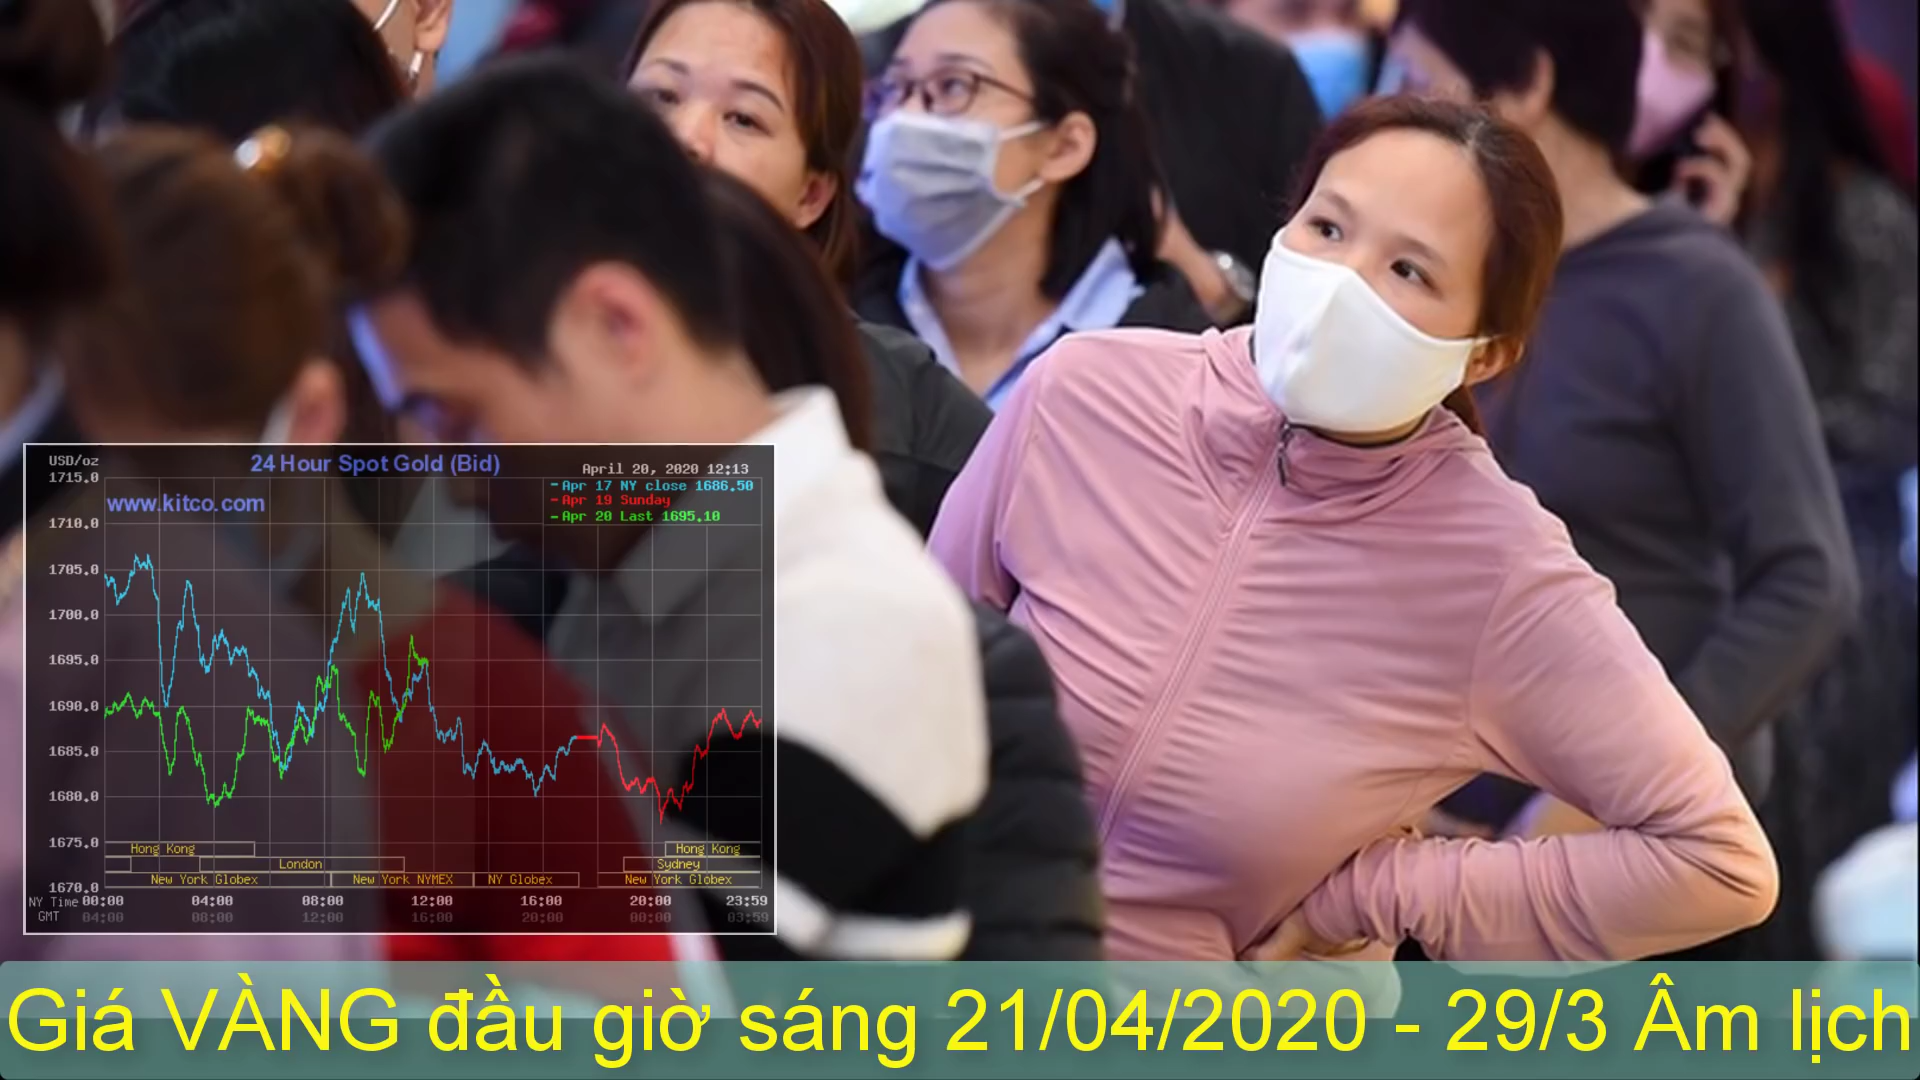 USD/oz 24 Hour Spot Gold (Bid) April 20, 2020 12:13
1715.0
www.kitco.com
Apr 17 NY close 1686.50
Apr 19 Sunday
Apr 20 Last 1695.10
1710.0
1705.0
1700.0
1695.0
1690.0
1685.0
1680.0
1675.0
1670.0
Hong Kong Hong Kong
London Sydney
New York Globex New York NYMEX NY Globex New York Globex
NY Time 00:00 04:00 08:00 12:00 16:00 20:00 23:59
GMT 04:00 08:00 12:00 16:00 20:00 00:00 03:59
Giá VÀNG đầu giờ sáng 21/04/2020 - 29/3 Âm lịch